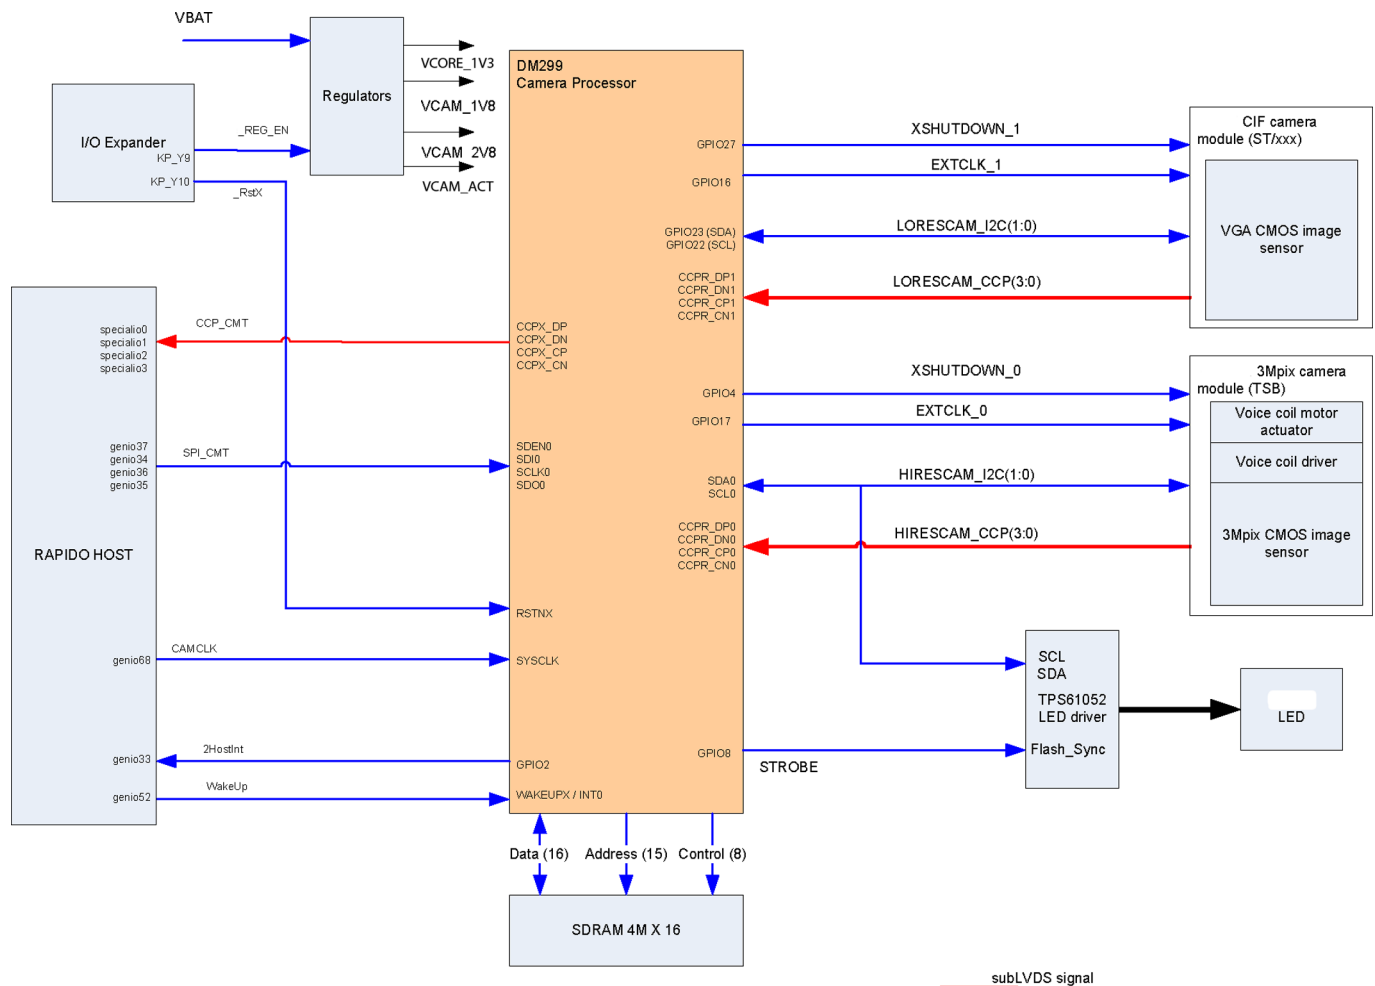 VBAT
Regulators
VCORE_1V3
VCAM_1V8
VCAM_2V8
VCAM_ACT
I/O Expander
KP_Y9
KP_Y10
_REG_EN
_RstX
DM299
Camera Processor
GPIO27
GPIO16
GPIO23 (SDA)
GPIO22 (SCL)
CCPR_DP1
CCPR_DN1
CCPR_CP1
CCPR_CN1
XSHUTDOWN_1
EXTCLK_1
LORESCAM_I2C(1:0)
LORESCAM_CCP(3:0)
CIF camera
module (ST/xxx)
VGA CMOS image
sensor
specialio0
specialio1
specialio2
specialio3
CCP_CMT
CCPX_DP
CCPX_DN
CCPX_CP
CCPX_CN
genio37
genio34
genio36
genio35
SPI_CMT
SDEN0
SDI0
SCLK0
SDO0
RAPIDO HOST
GPIO4
GPIO17
SDA0
SCL0
CCPR_DP0
CCPR_DN0
CCPR_CP0
CCPR_CN0
XSHUTDOWN_0
EXTCLK_0
HIRESCAM_I2C(1:0)
HIRESCAM_CCP(3:0)
3Mpix camera
module (TSB)
Voice coil motor
actuator
Voice coil driver
3Mpix CMOS image
sensor
RSTNX
genio68
CAMCLK
SYSCLK
genio33
2HostInt
GPIO2
genio52
WakeUp
WAKEUPX / INT0
GPIO8
STROBE
SCL
SDA
TPS61052
LED driver
Flash_Sync
LED
Data (16)
Address (15)
Control (8)
SDRAM 4M X 16
subLVDS signal